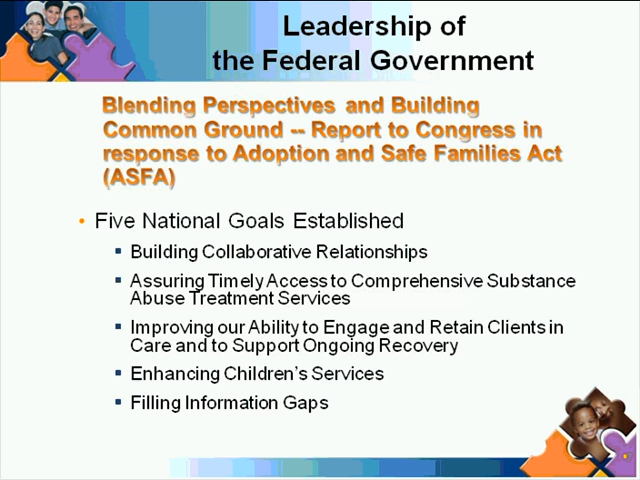 Leadership of
the Federal Government
Blending Perspectives and Building
Common Ground -- Report to Congress in
response to Adoption and Safe Families Act
(ASFA)
• Five National Goals Established
▪ Building Collaborative Relationships
▪ Assuring Timely Access to Comprehensive Substance
Abuse Treatment Services
▪ Improving our Ability to Engage and Retain Clients in
Care and to Support Ongoing Recovery
▪ Enhancing Children's Services
▪ Filling Information Gaps